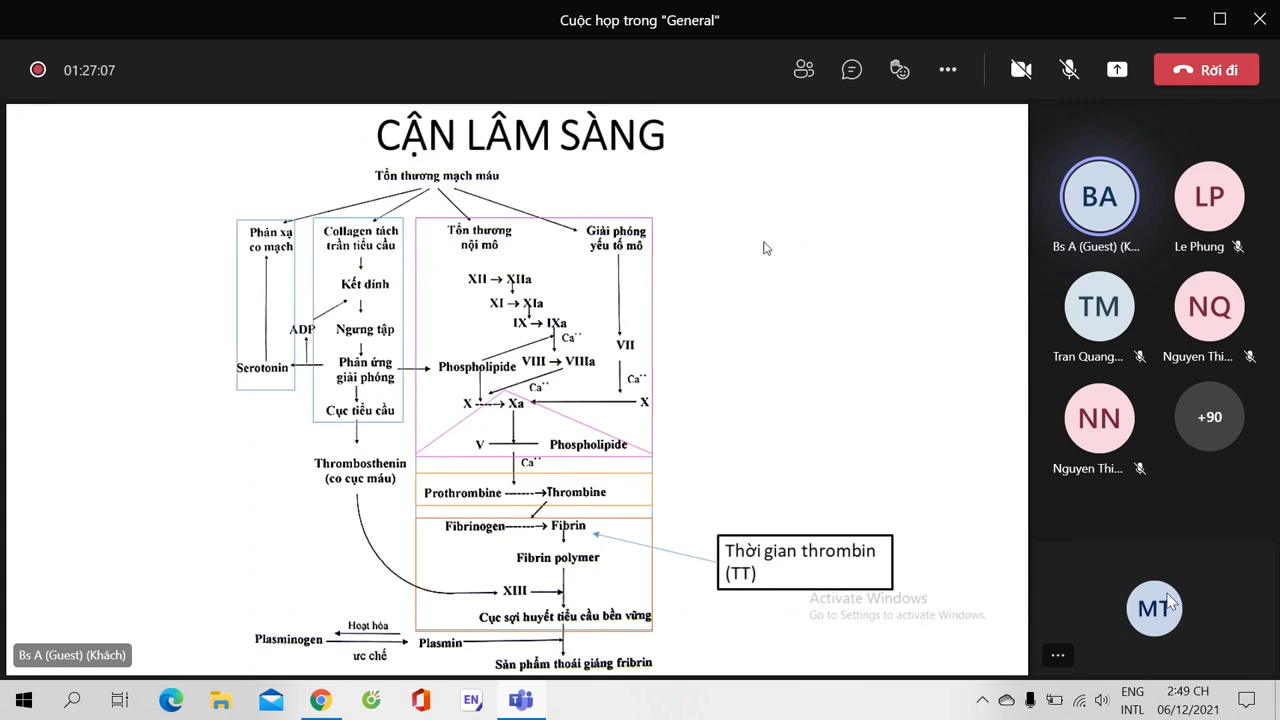 Cuộc họp trong "General"
01:27:07
Rời đi
CẬN LÂM SÀNG
Tổn thương mạch máu
Phản xạ
co mạch
Collagen tách
trần tiểu cầu
Tổn thương
nội mô
Giải phóng
yếu tố mô
Kết dính
XII → XIIa
XI → XIa
ADP
Ngưng tập
IX → IXa
Ca⁺⁺
VII
Serotonin
Phản ứng
giải phóng
Phospholipide
VIII → VIIIa
Ca⁺⁺
Ca⁺⁺
Cục tiểu cầu
X → Xa
X
V
Phospholipide
Ca⁺⁺
Thrombosthenin
(co cục máu)
Prothrombine → Thrombine
Fibrinogen → Fibrin
Fibrin polymer
XIII
Cục sợi huyết tiểu cầu bền vững
Hoạt hóa
Plasminogen
ưc chế
Plasmin
Sản phẩm thoái giáng fribrin
Thời gian thrombin
(TT)
Activate Windows
Go to Settings to activate Windows.
Bs A (Guest) (Khách)
BA
Bs A (Guest) (K...
LP
Le Phung
TM
Tran Quang...
NQ
Nguyen Thi...
NN
Nguyen Thi...
+90
MT
EN
ENG
INTL
2:49 CH
06/12/2021